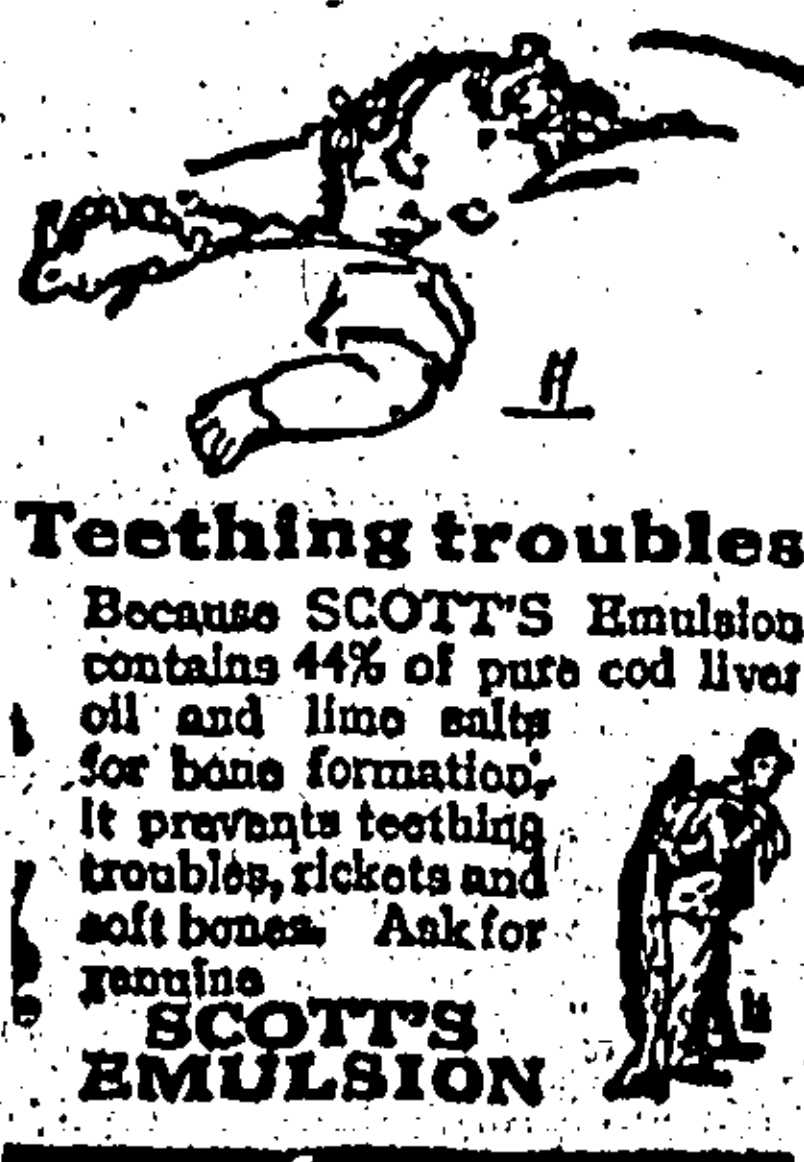 H
Teething troubles
Because SCOTT'S Emulsion
contains 44% of pure cod liver
oil and lime salts
for bone formation,
it prevents teething
troubles, rickets and
soft bones. Ask for
genuine
SCOTT'S
EMULSION